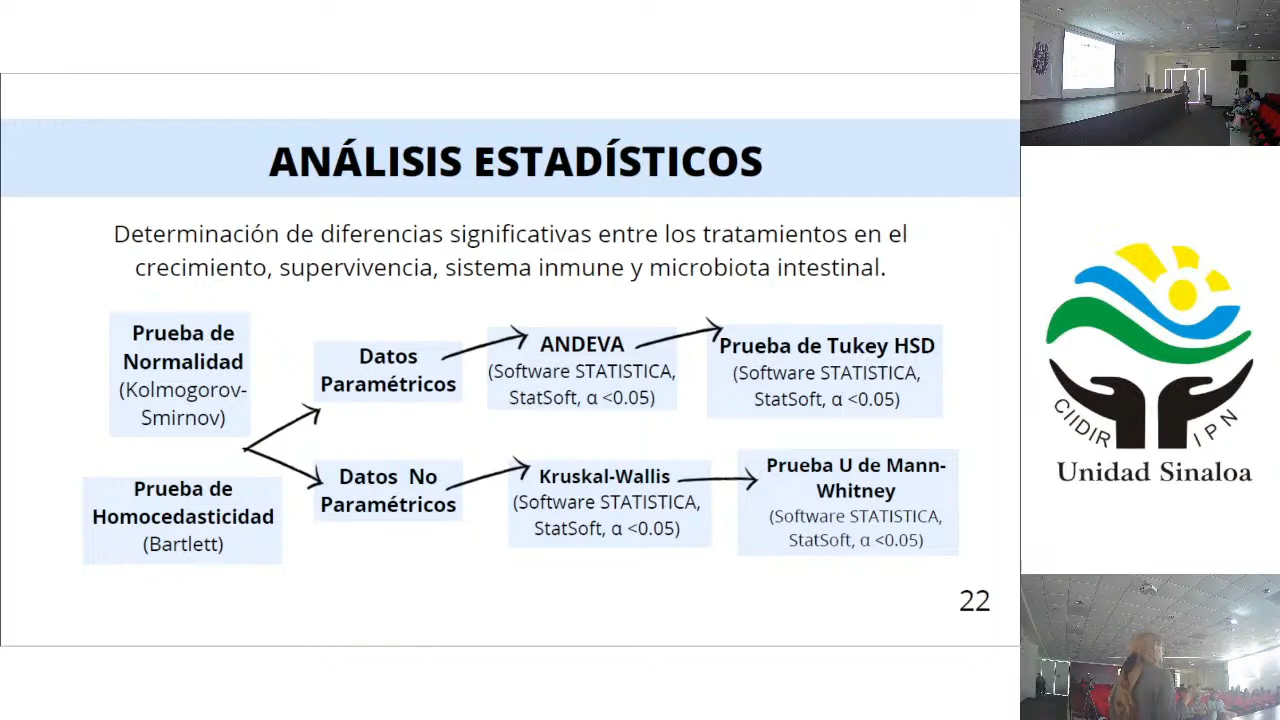 ANÁLISIS ESTADÍSTICOS
Determinación de diferencias significativas entre los tratamientos en el
crecimiento, supervivencia, sistema inmune y microbiota intestinal.
Prueba de
Normalidad
(Kolmogorov-
Smirnov)
Prueba de
Homocedasticidad
(Bartlett)
Datos
Paramétricos
ANDEVA
(Software STATISTICA,
StatSoft, α <0.05)
Prueba de Tukey HSD
(Software STATISTICA,
StatSoft, α <0.05)
Datos No
Paramétricos
Kruskal-Wallis
(Software STATISTICA,
StatSoft, α <0.05)
Prueba U de Mann-
Whitney
(Software STATISTICA,
StatSoft, α <0.05)
22
CIIDIR IPN
Unidad Sinaloa